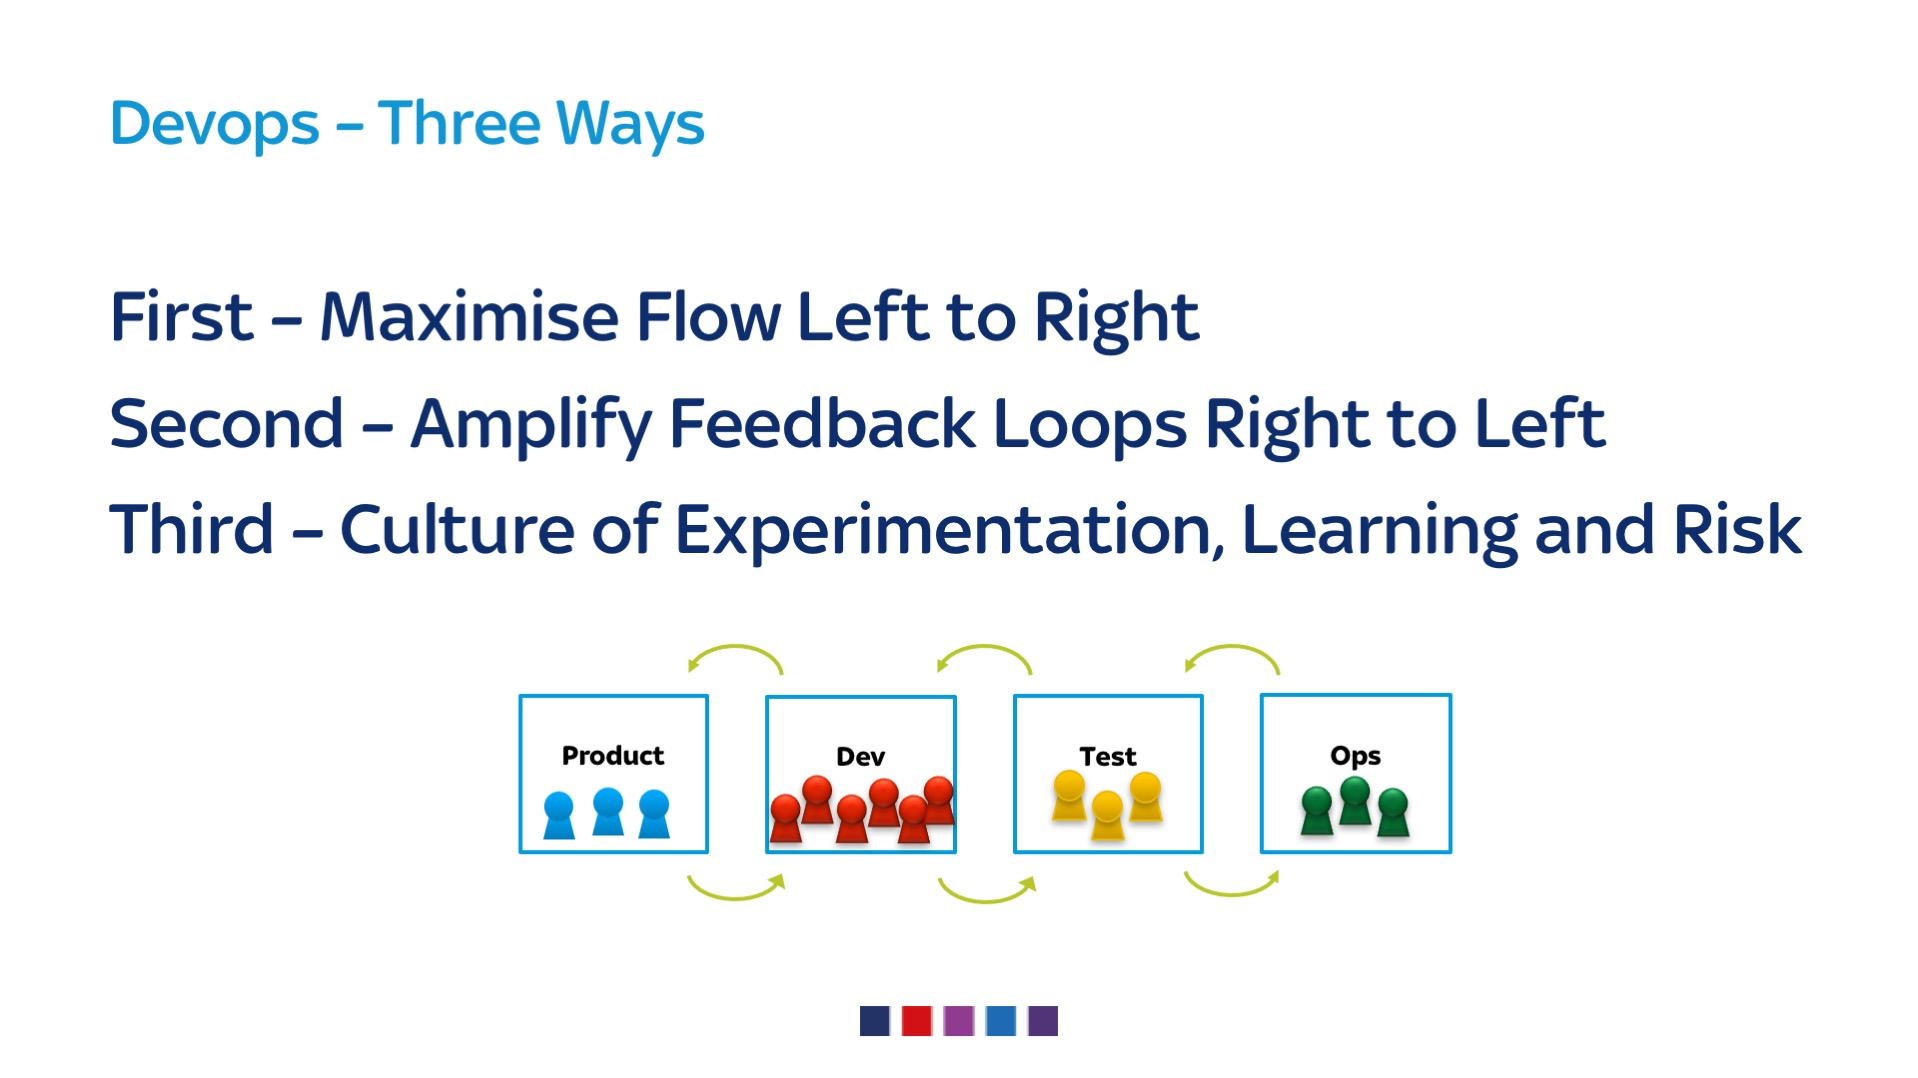 Devops – Three Ways
First – Maximise Flow Left to Right
Second – Amplify Feedback Loops Right to Left
Third – Culture of Experimentation, Learning and Risk
Product
Dev
Test
Ops